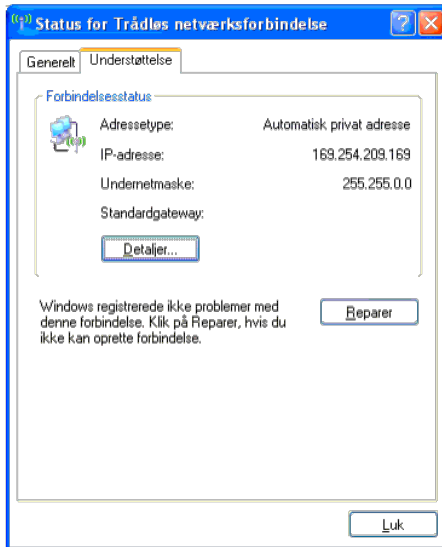 Status for Trådløs netværksforbindelse
Generelt
Understøttelse
Forbindelsesstatus
Adressetype: Automatisk privat adresse
IP-adresse: 169.254.209.169
Undernetmaske: 255.255.0.0
Standardgateway:
Detaljer...
Windows registrerede ikke problemer med
denne forbindelse. Klik på Reparer, hvis du
ikke kan oprette forbindelse.
Reparer
Luk